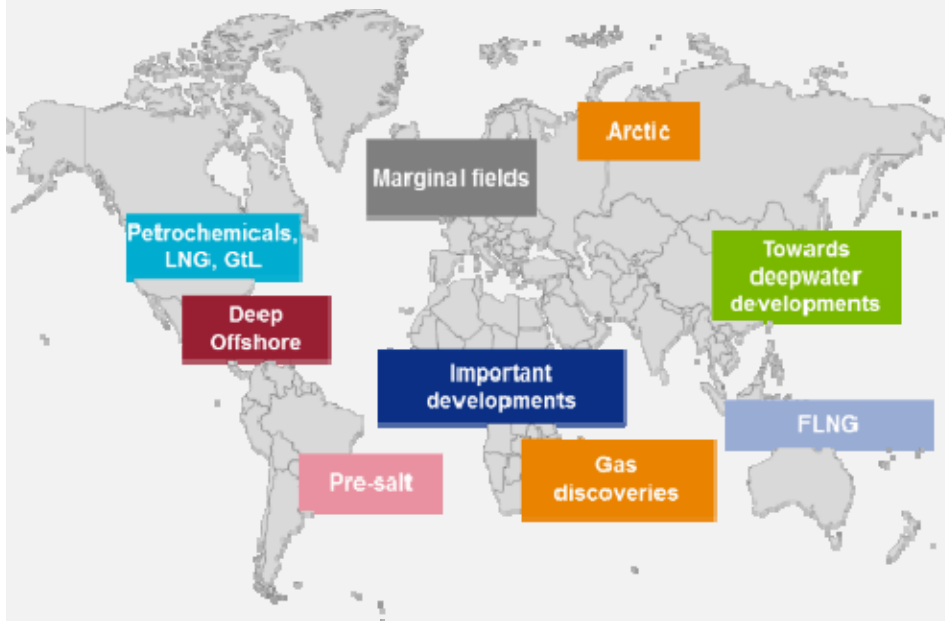 Arctic
Marginal fields
Petrochemicals,
LNG, GtL
Towards
deepwater
developments
Deep
Offshore
Important
developments
FLNG
Pre-salt
Gas
discoveries